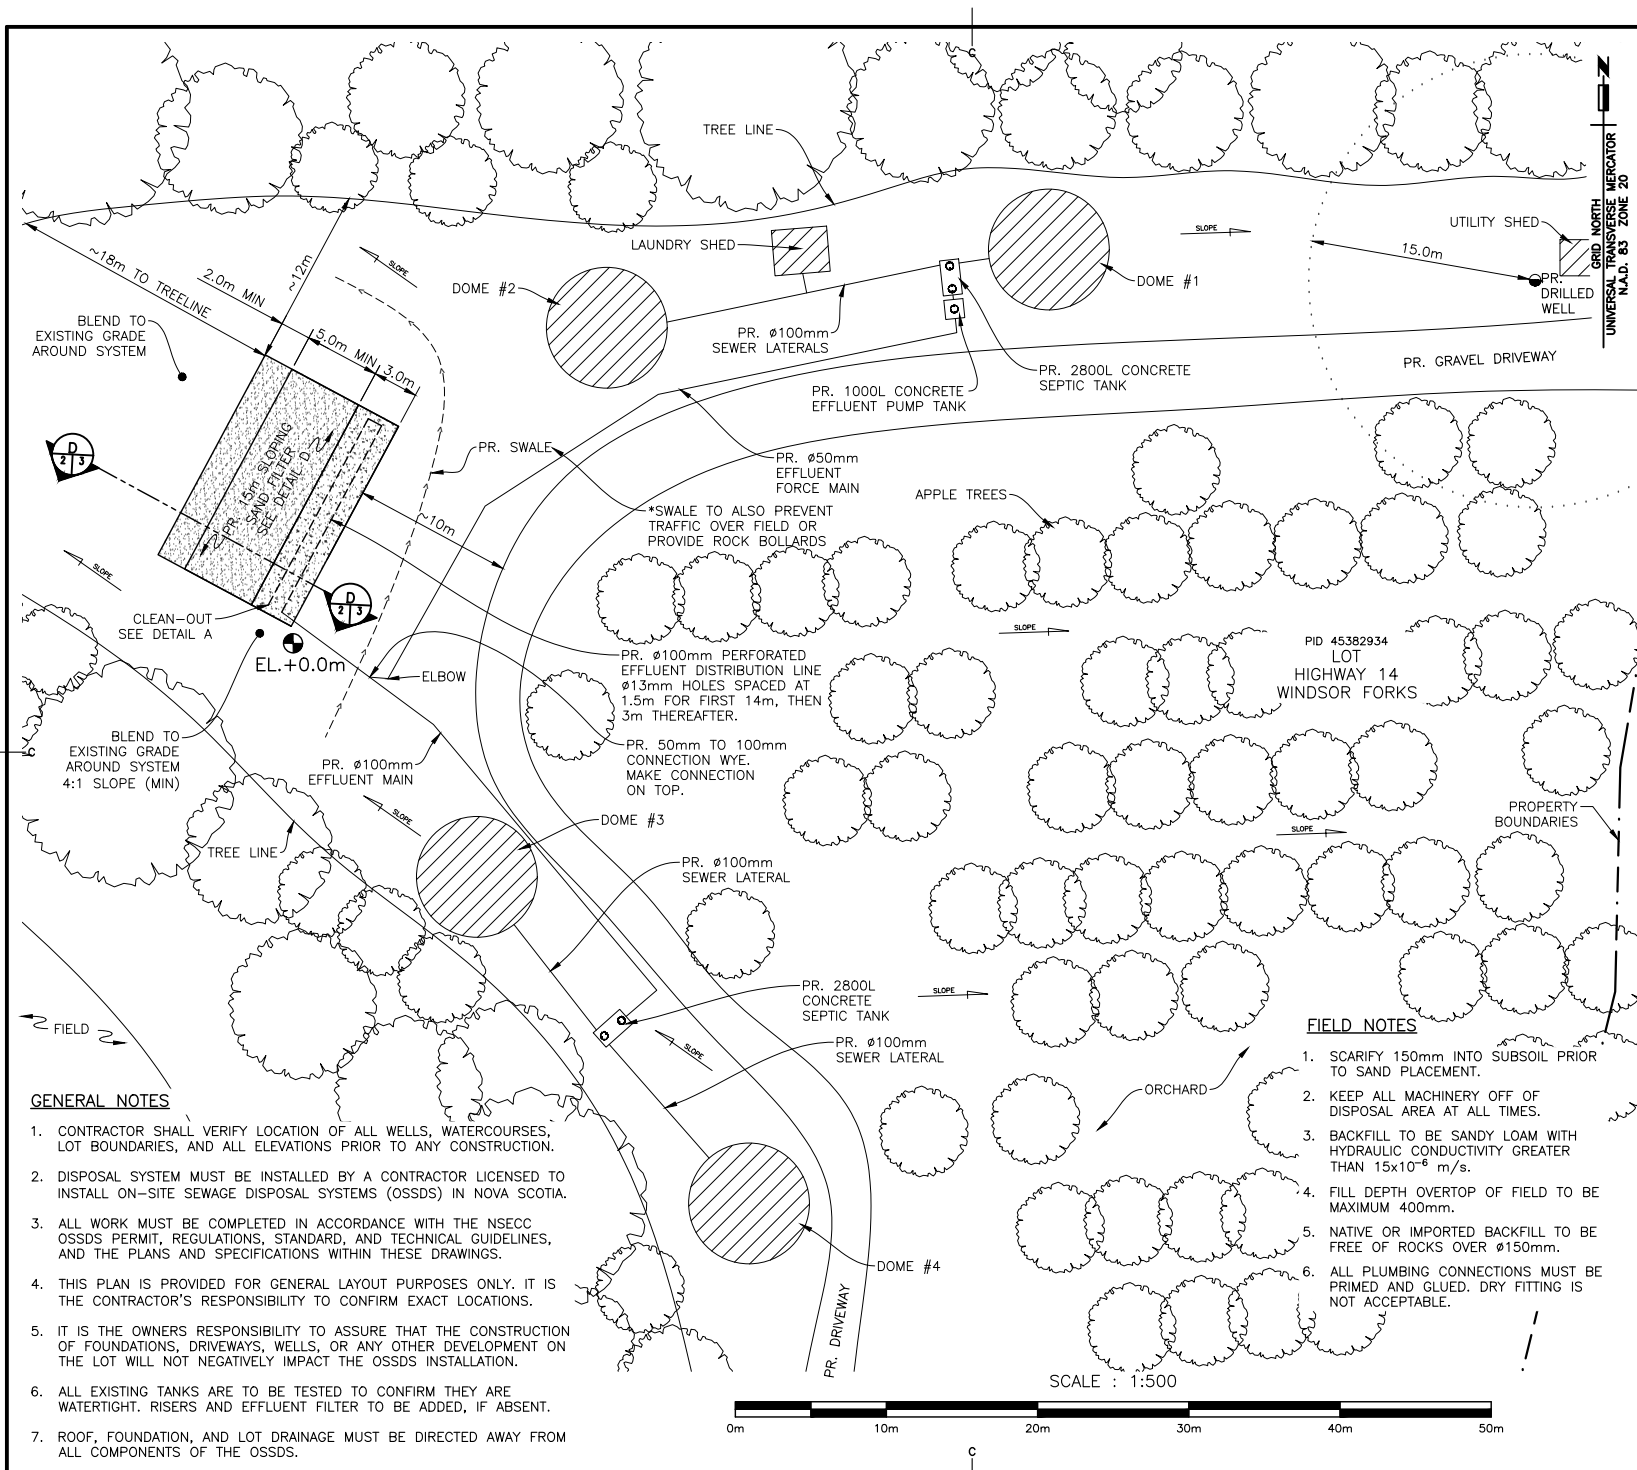 C
TREE LINE
GRID NORTH
UNIVERSAL TRANSVERSE MERCATOR
N.A.D. 83 ZONE 20
N
~18m TO TREELINE
2.0m MIN
~12m
SLOPE
LAUNDRY SHED
DOME #2
DOME #1
SLOPE
15.0m
UTILITY SHED
PR.
DRILLED
WELL
BLEND TO
EXISTING GRADE
AROUND SYSTEM
5.0m MIN
3.0m
PR. ø100mm
SEWER LATERALS
PR. 1000L CONCRETE
EFFLUENT PUMP TANK
PR. 2800L CONCRETE
SEPTIC TANK
PR. GRAVEL DRIVEWAY
D
2 3
PR. 15m SLOPING
SAND FILTER
SEE DETAIL D
PR. SWALE
PR. ø50mm
EFFLUENT
FORCE MAIN
*SWALE TO ALSO PREVENT
TRAFFIC OVER FIELD OR
PROVIDE ROCK BOLLARDS
~10m
APPLE TREES
SLOPE
D
2 3
CLEAN-OUT
SEE DETAIL A
EL.+0.0m
ELBOW
PR. ø100mm PERFORATED
EFFLUENT DISTRIBUTION LINE
ø13mm HOLES SPACED AT
1.5m FOR FIRST 14m, THEN
3m THEREAFTER.
SLOPE
PID 45382934
LOT
HIGHWAY 14
WINDSOR FORKS
C
BLEND TO
EXISTING GRADE
AROUND SYSTEM
4:1 SLOPE (MIN)
PR. ø100mm
EFFLUENT MAIN
PR. 50mm TO 100mm
CONNECTION WYE.
MAKE CONNECTION
ON TOP.
SLOPE
DOME #3
TREE LINE
PR. ø100mm
SEWER LATERAL
SLOPE
PROPERTY
BOUNDARIES
PR. 2800L
CONCRETE
SEPTIC TANK
SLOPE
FIELD
SLOPE
PR. ø100mm
SEWER LATERAL
ORCHARD
DOME #4
PR. DRIVEWAY
GENERAL NOTES
1. CONTRACTOR SHALL VERIFY LOCATION OF ALL WELLS, WATERCOURSES,
LOT BOUNDARIES, AND ALL ELEVATIONS PRIOR TO ANY CONSTRUCTION.
2. DISPOSAL SYSTEM MUST BE INSTALLED BY A CONTRACTOR LICENSED TO
INSTALL ON-SITE SEWAGE DISPOSAL SYSTEMS (OSSDS) IN NOVA SCOTIA.
3. ALL WORK MUST BE COMPLETED IN ACCORDANCE WITH THE NSECC
OSSDS PERMIT, REGULATIONS, STANDARD, AND TECHNICAL GUIDELINES,
AND THE PLANS AND SPECIFICATIONS WITHIN THESE DRAWINGS.
4. THIS PLAN IS PROVIDED FOR GENERAL LAYOUT PURPOSES ONLY. IT IS
THE CONTRACTOR'S RESPONSIBILITY TO CONFIRM EXACT LOCATIONS.
5. IT IS THE OWNERS RESPONSIBILITY TO ASSURE THAT THE CONSTRUCTION
OF FOUNDATIONS, DRIVEWAYS, WELLS, OR ANY OTHER DEVELOPMENT ON
THE LOT WILL NOT NEGATIVELY IMPACT THE OSSDS INSTALLATION.
6. ALL EXISTING TANKS ARE TO BE TESTED TO CONFIRM THEY ARE
WATERTIGHT. RISERS AND EFFLUENT FILTER TO BE ADDED, IF ABSENT.
7. ROOF, FOUNDATION, AND LOT DRAINAGE MUST BE DIRECTED AWAY FROM
ALL COMPONENTS OF THE OSSDS.
FIELD NOTES
1. SCARIFY 150mm INTO SUBSOIL PRIOR
TO SAND PLACEMENT.
2. KEEP ALL MACHINERY OFF OF
DISPOSAL AREA AT ALL TIMES.
3. BACKFILL TO BE SANDY LOAM WITH
HYDRAULIC CONDUCTIVITY GREATER
THAN 15x10⁻⁶ m/s.
4. FILL DEPTH OVERTOP OF FIELD TO BE
MAXIMUM 400mm.
5. NATIVE OR IMPORTED BACKFILL TO BE
FREE OF ROCKS OVER ø150mm.
6. ALL PLUMBING CONNECTIONS MUST BE
PRIMED AND GLUED. DRY FITTING IS
NOT ACCEPTABLE.
SCALE : 1:500
0m 10m 20m 30m 40m 50m
C